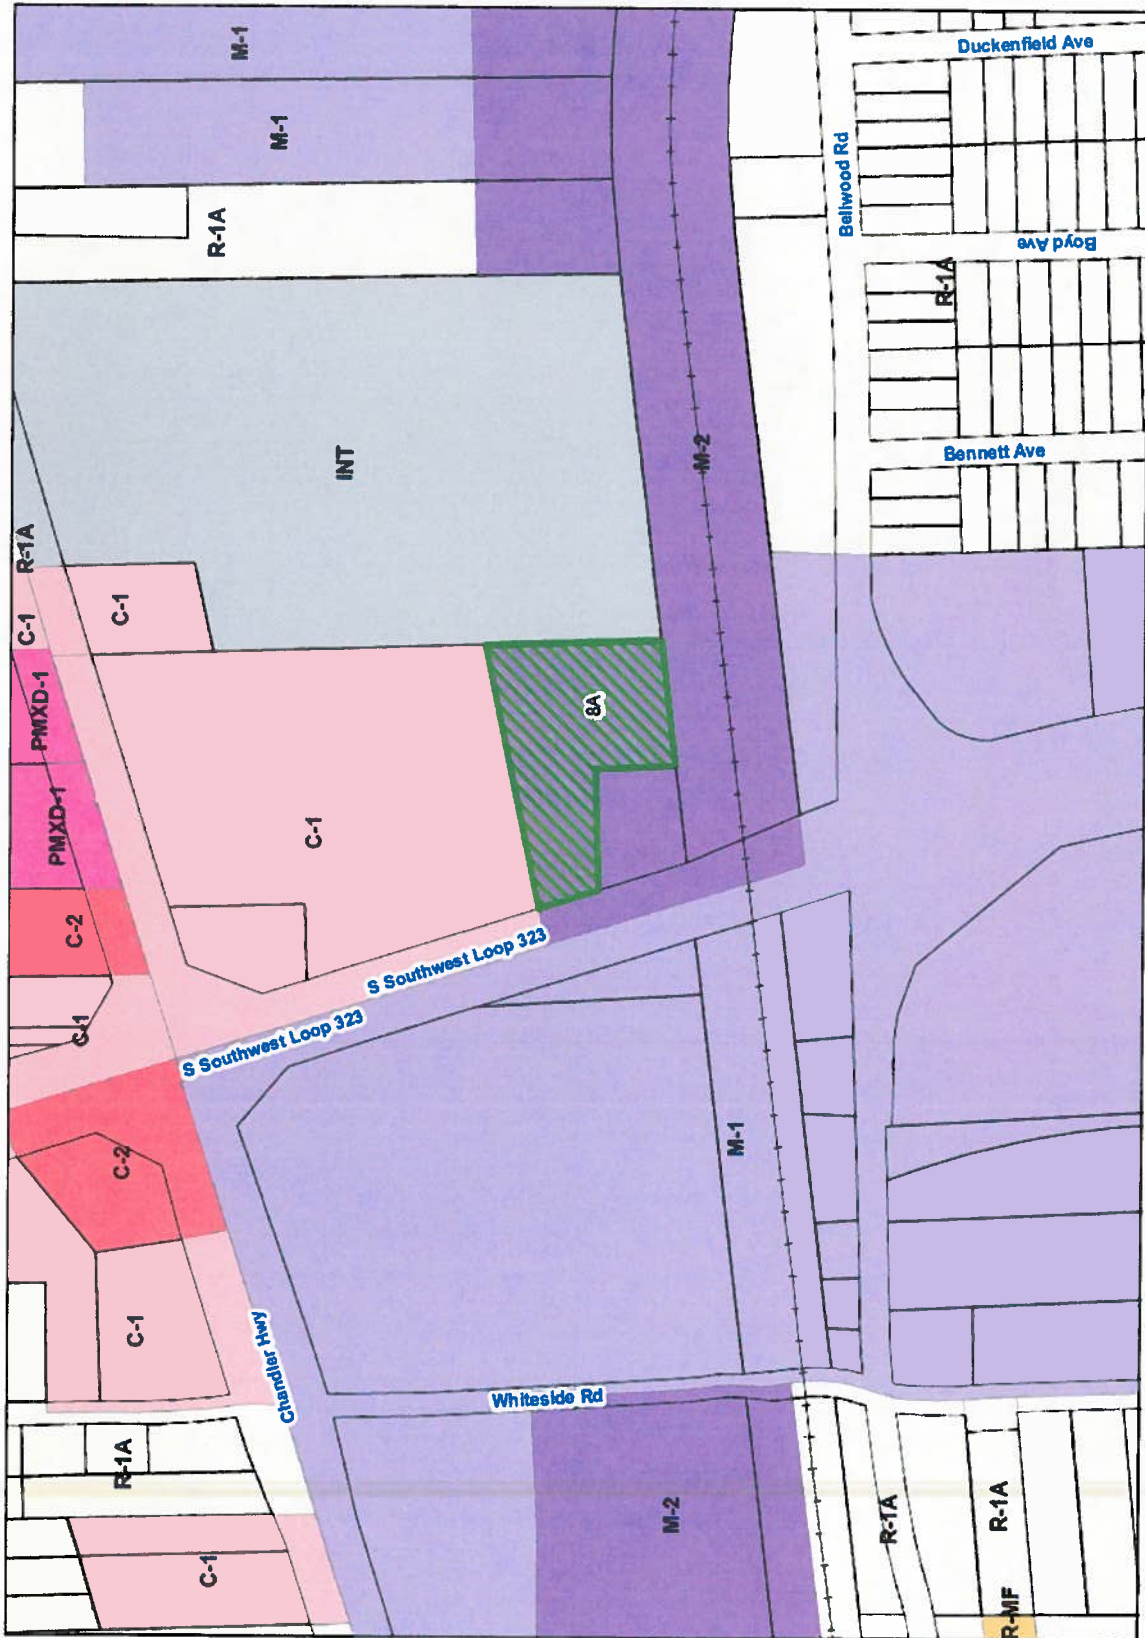 M-1
Duckenfield Ave
M-1
Bellwood Rd
R-1A
Boyd Ave
R-1A
INT
M-2
Bennett Ave
R-1A
C-1
C-1
PMXD-1
8A
PMXD-1
C-1
C-2
S Southwest Loop 323
C-1
S Southwest Loop 323
M-1
C-2
C-1
Chandler Hwy
Whiteside Rd
R-1A
M-2
R-1A
R-1A
C-1
R-MF